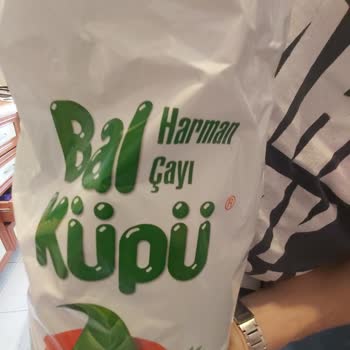 Bal Harman
Çayı
Küpü ®